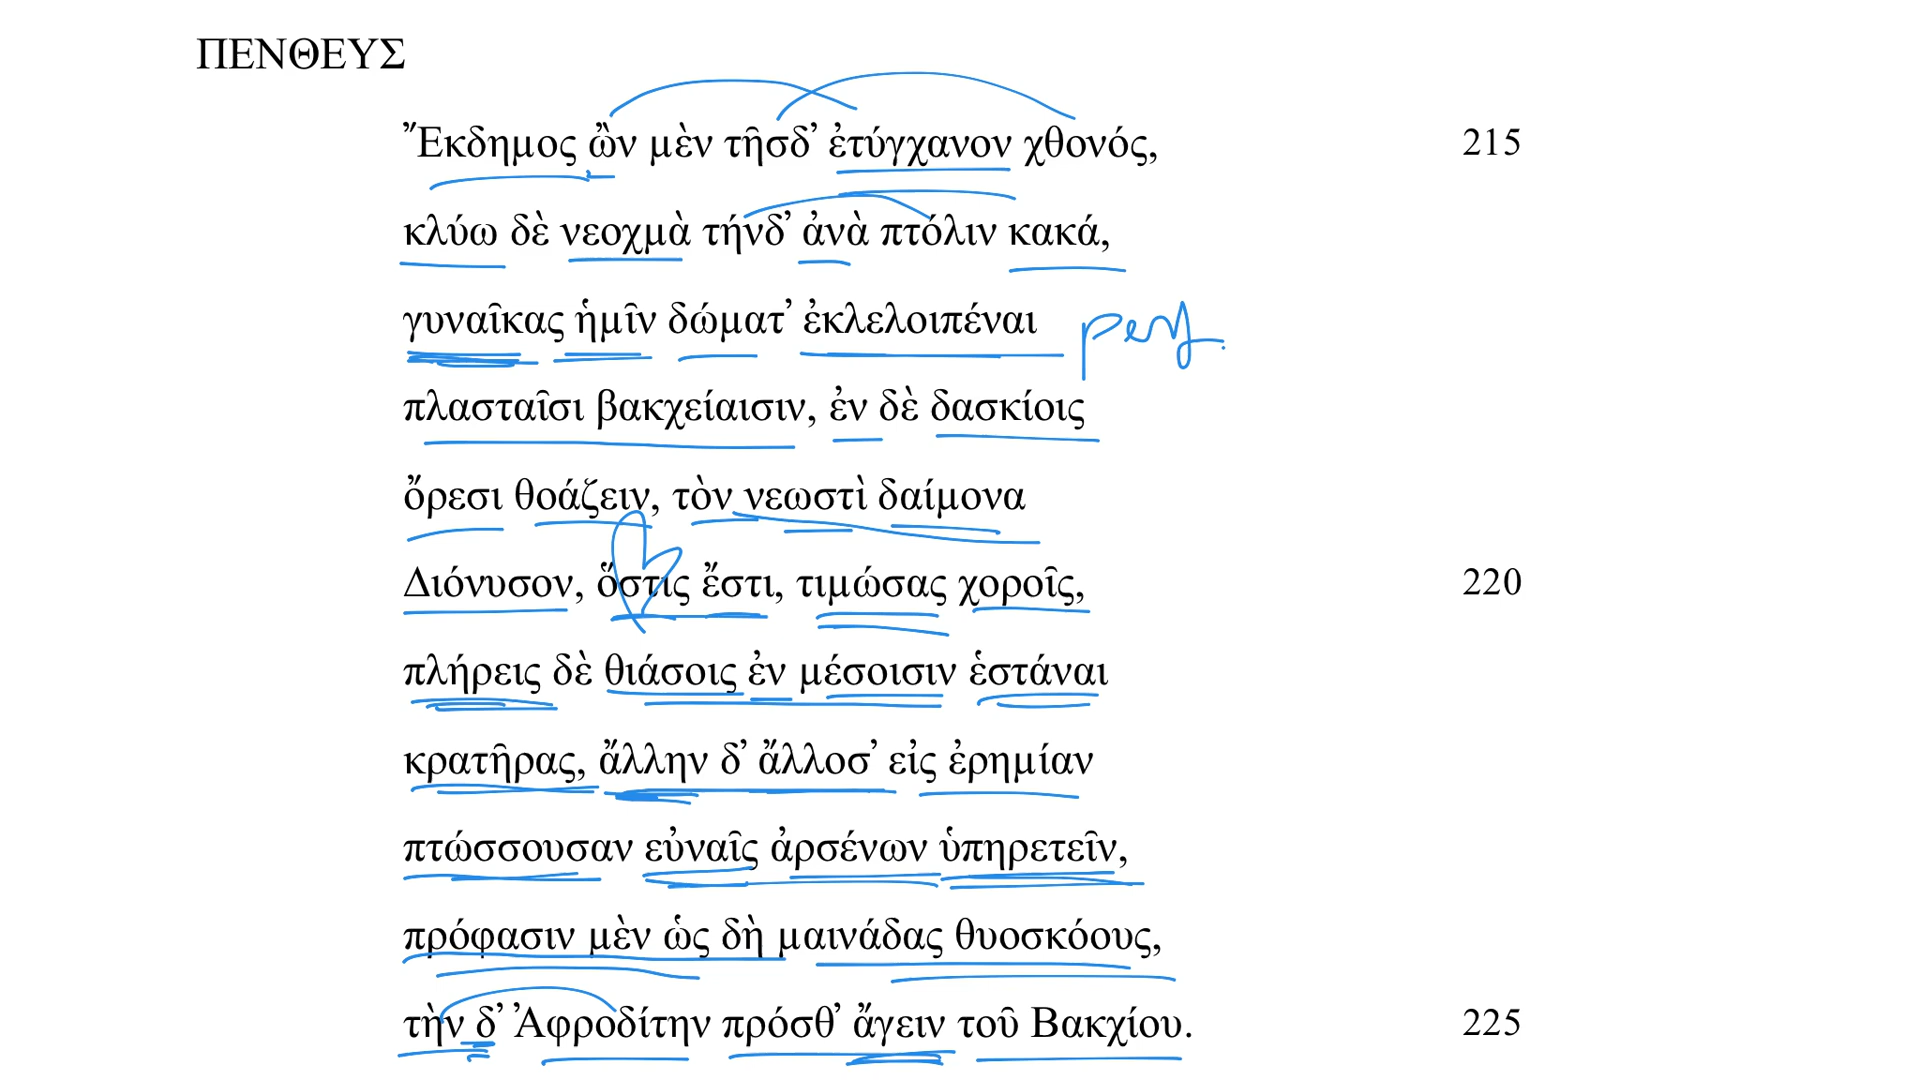 ΠΕΝΘΕΥΣ
Ἔκδημος ὢν μὲν τῆσδ’ ἐτύγχανον χθονός, 215
κλύω δὲ νεοχμὰ τήνδ’ ἀνὰ πτόλιν κακά,
γυναῖκας ἡμῖν δώματ’ ἐκλελοιπέναι perf.
πλασταῖσι βακχείαισιν, ἐν δὲ δασκίοις
ὄρεσι θοάζειν, τὸν νεωστὶ δαίμονα
Διόνυσον, ὅστις ἔστι, τιμώσας χοροῖς, 220
πλήρεις δὲ θιάσοις ἐν μέσοισιν ἑστάναι
κρατῆρας, ἄλλην δ’ ἄλλοσ’ εἰς ἐρημίαν
πτώσσουσαν εὐναῖς ἀρσένων ὑπηρετεῖν,
πρόφασιν μὲν ὡς δὴ μαινάδας θυοσκόους,
τὴν δ’ Ἀφροδίτην πρόσθ’ ἄγειν τοῦ Βακχίου. 225